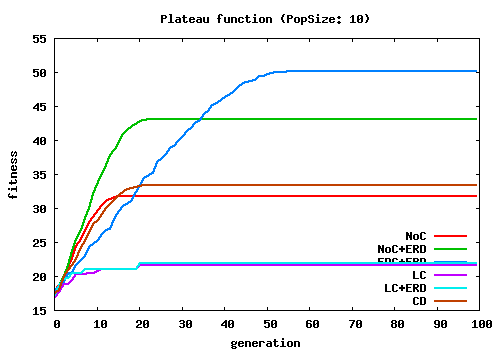 Plateau function (PopSize: 10)
55
50
45
40
35
30
25
20
15
fitness
NoC
NoC+ERD
LC
LC+ERD
CD
0 10 20 30 40 50 60 70 80 90 100
generation